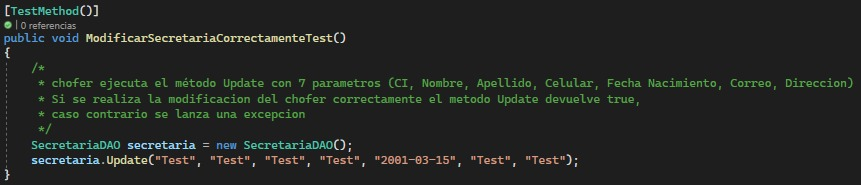 [TestMethod()]
0 referencias
public void ModificarSecretariaCorrectamenteTest()
{
/*
* chofer ejecuta el método Update con 7 parametros (CI, Nombre, Apellido, Celular, Fecha Nacimiento, Correo, Direccion)
* Si se realiza la modificacion del chofer correctamente el metodo Update devuelve true,
* caso contrario se lanza una excepcion
*/
SecretariaDAO secretaria = new SecretariaDAO();
secretaria.Update("Test", "Test", "Test", "Test", "2001-03-15", "Test", "Test");
}